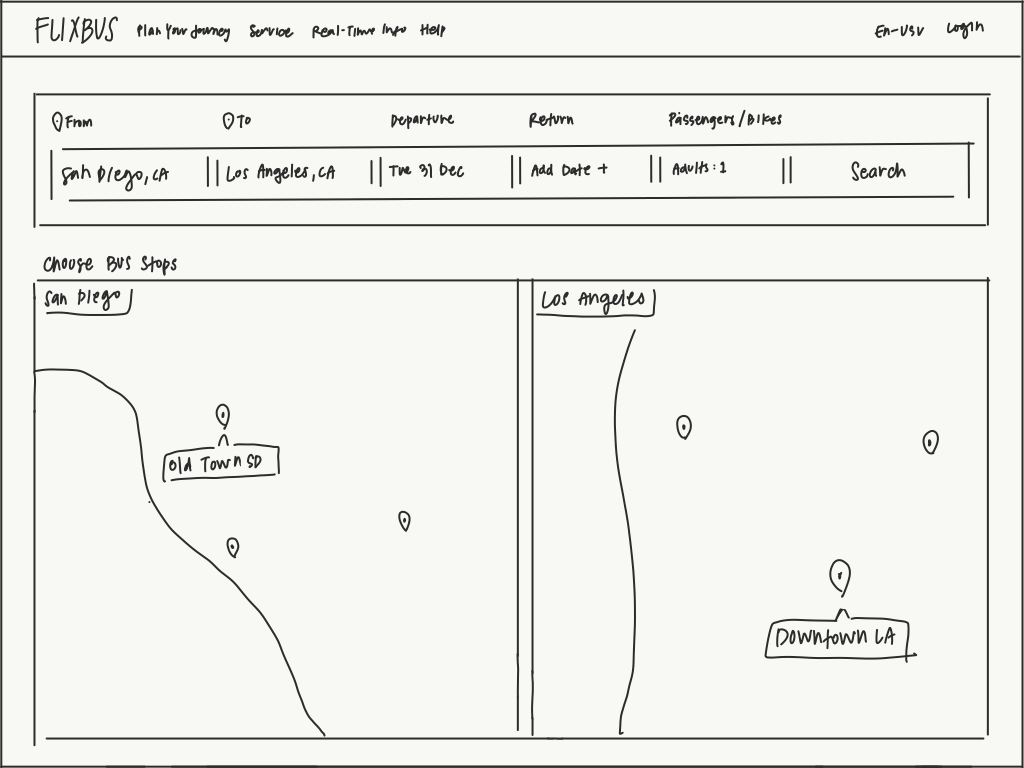 FLIXBUS Plan Your Journey Service Real-Time Info Help En-USV Login
From To Departure Return Passengers/Bikes
San Diego, CA Los Angeles, CA Tue 31 Dec Add Date + Adults: 1 Search
Choose Bus Stops
San Diego Los Angeles
Old Town SD
Downtown LA